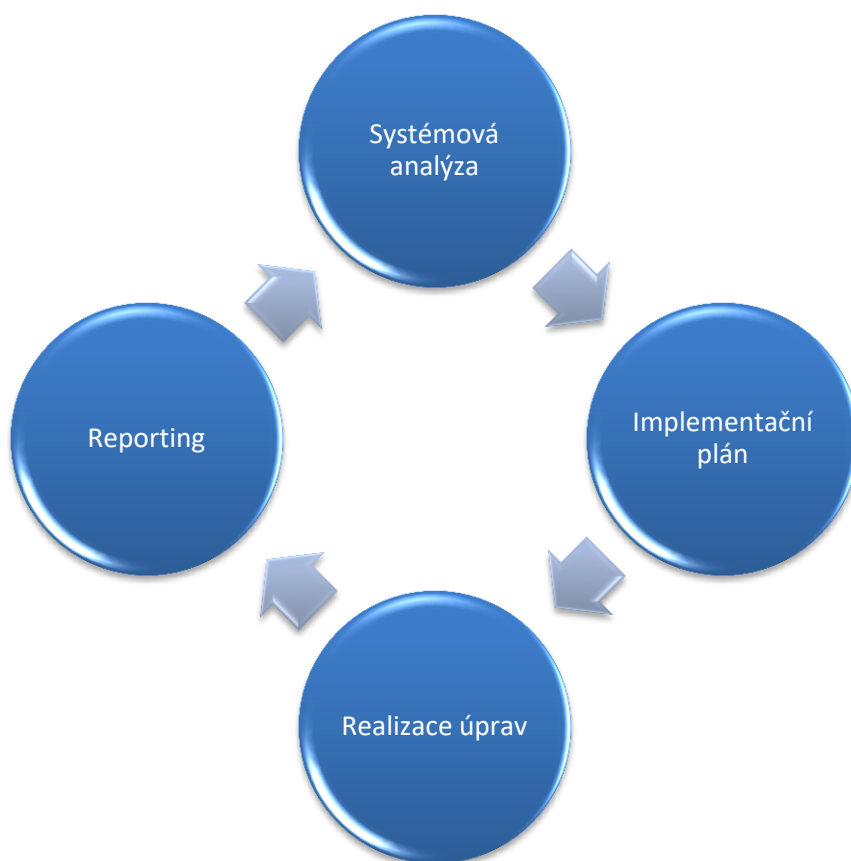 Systémová
analýza
Implementační
plán
Realizace úprav
Reporting